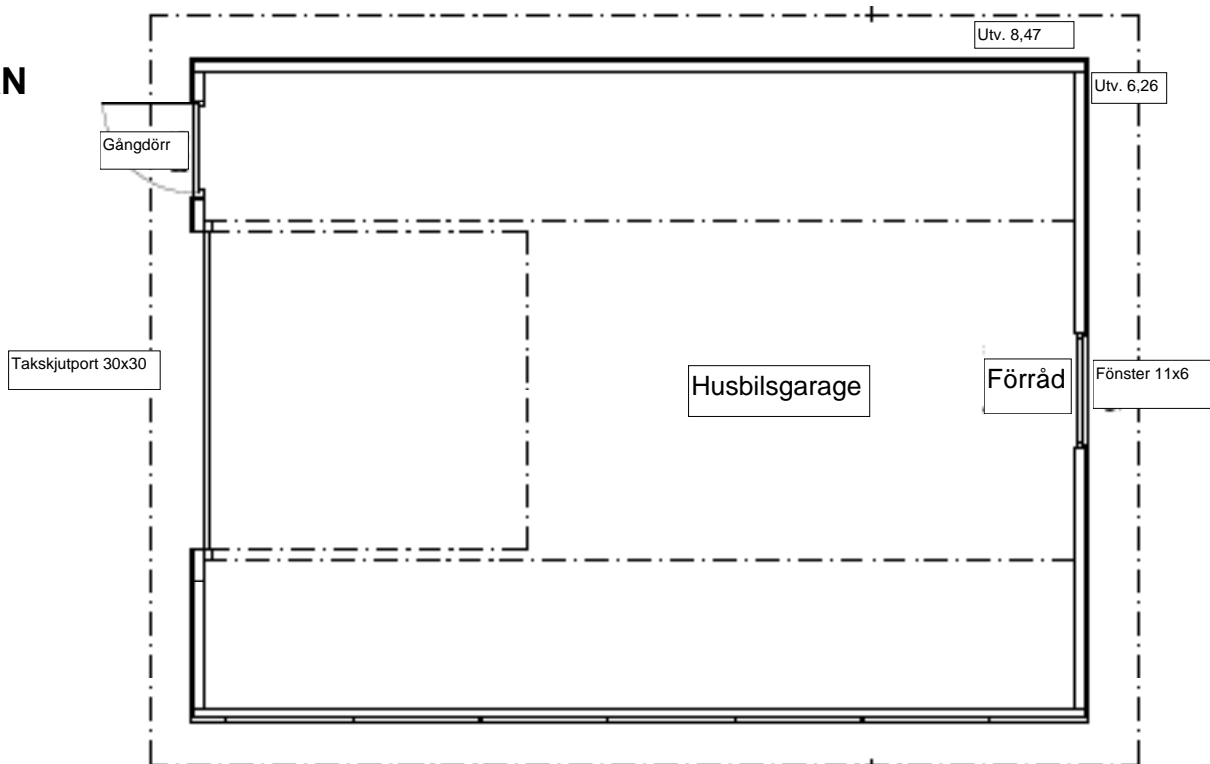 Utv. 8,47
Utv. 6,26
Gångdörr
Takskjutport 30x30
Husbilsgarage
Förråd
Fönster 11x6